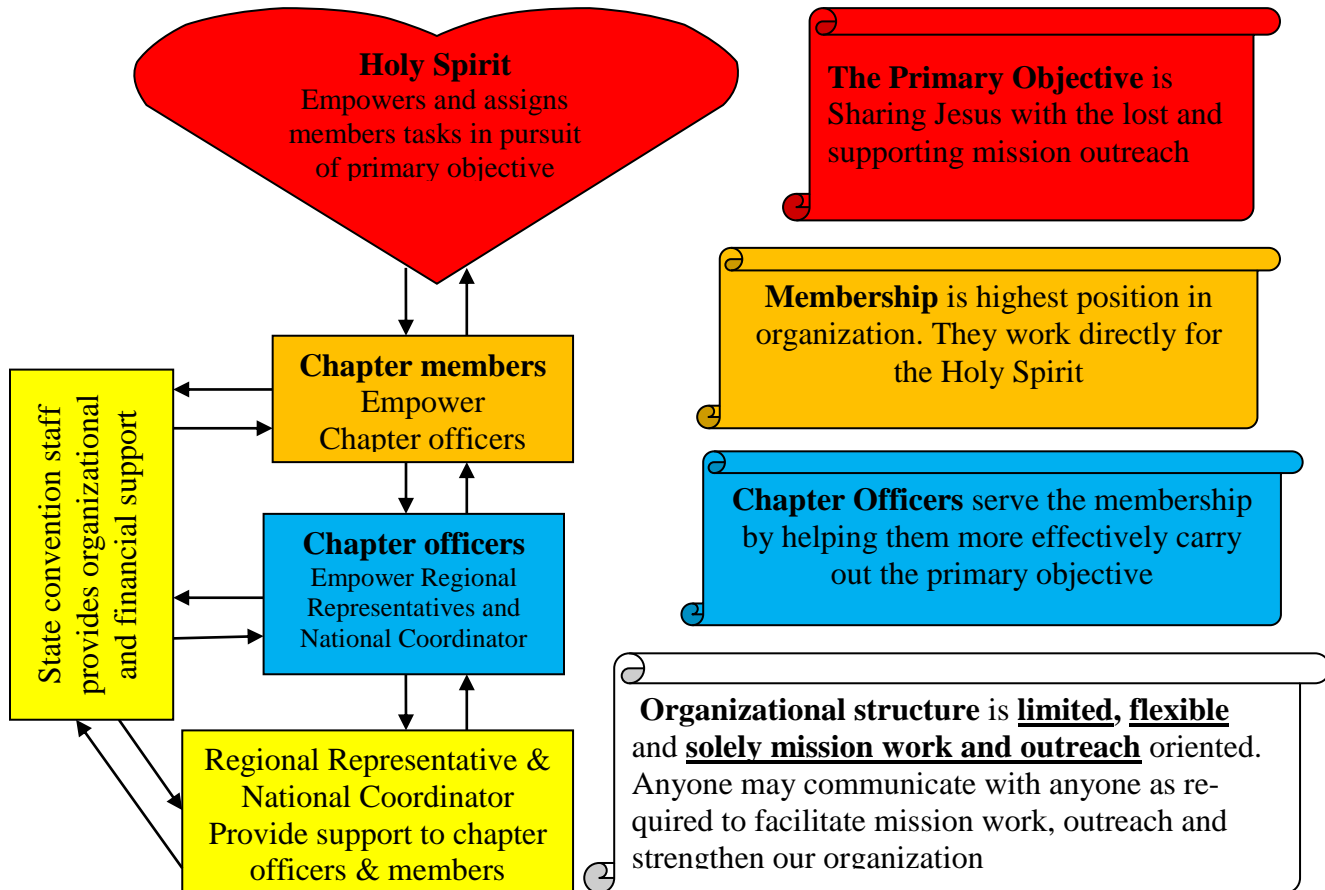 Holy Spirit
Empowers and assigns
members tasks in pursuit
of primary objective
The Primary Objective is
Sharing Jesus with the lost and
supporting mission outreach
Membership is highest position in
organization. They work directly for
the Holy Spirit
Chapter members
Empower
Chapter officers
State convention staff
provides organizational
and financial support
Chapter Officers serve the membership
by helping them more effectively carry
out the primary objective
Chapter officers
Empower Regional
Representatives and
National Coordinator
Organizational structure is limited, flexible
and solely mission work and outreach oriented.
Anyone may communicate with anyone as re-
quired to facilitate mission work, outreach and
strengthen our organization
Regional Representative &
National Coordinator
Provide support to chapter
officers & members